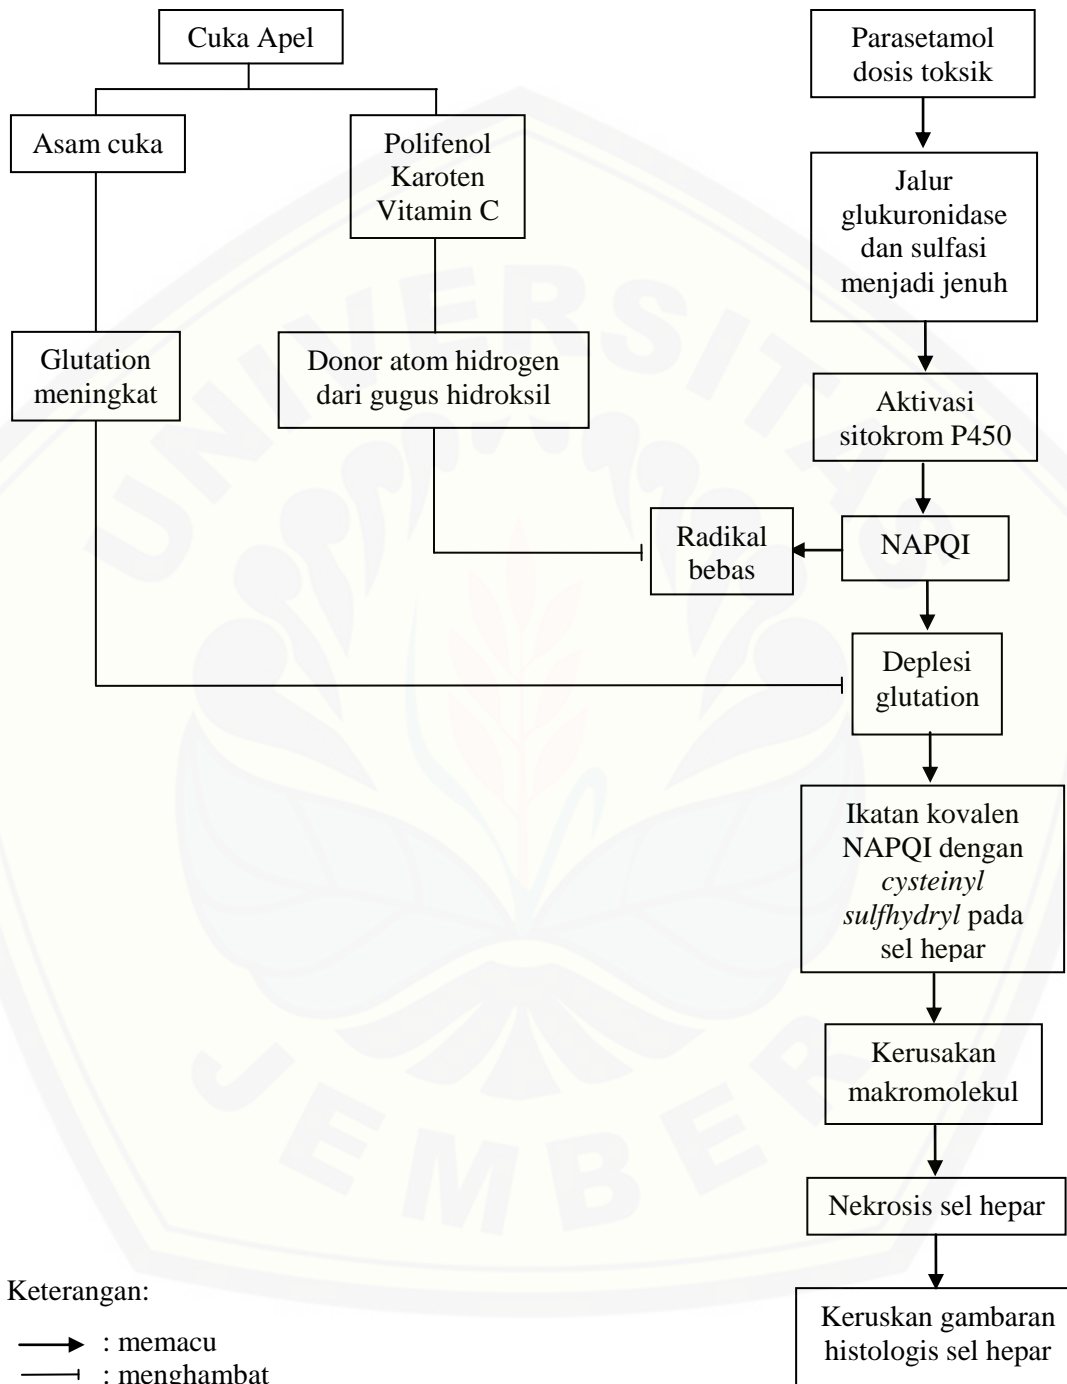 Cuka Apel
Parasetamol
dosis toksik
Asam cuka
Polifenol
Karoten
Vitamin C
Jalur
glukuronidase
dan sulfasi
menjadi jenuh
Glutation
meningkat
Donor atom hidrogen
dari gugus hidroksil
Aktivasi
sitokrom P450
Radikal
bebas
NAPQI
Deplesi
glutation
Ikatan kovalen
NAPQI dengan
cysteinyl
sulfhydryl pada
sel hepar
Kerusakan
makromolekul
Nekrosis sel hepar
Keruskan gambaran
histologis sel hepar
Keterangan:
: memacu
: menghambat
UNIVERSITAS
JEMBER